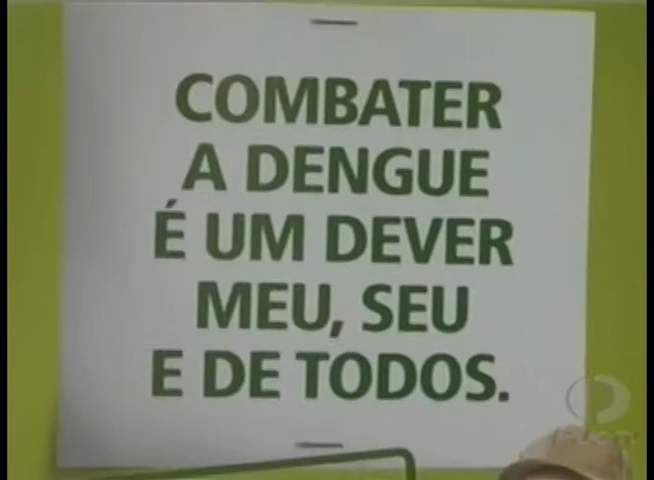 COMBATER
A DENGUE
É UM DEVER
MEU, SEU
E DE TODOS.